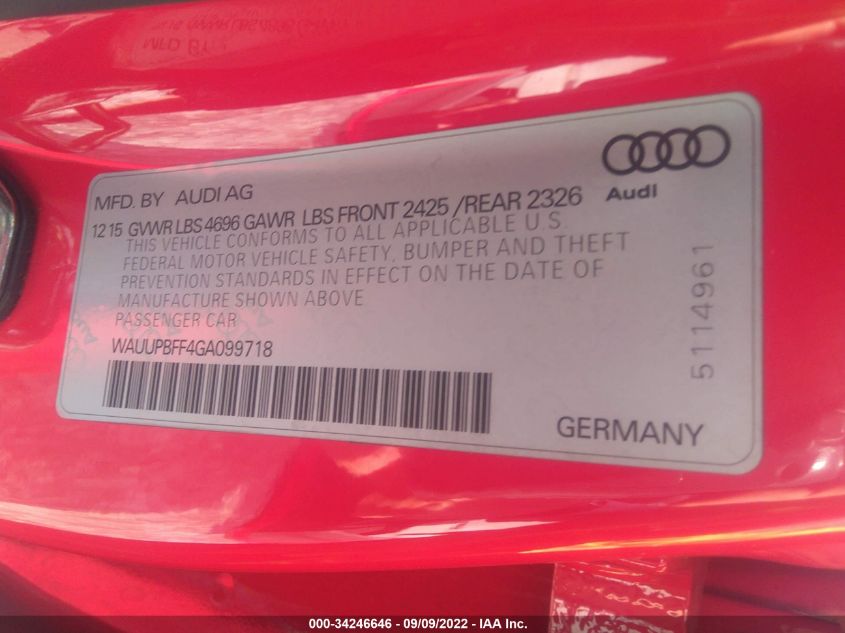 MFD. BY AUDI AG
Audi
12 15 GVWR LBS 4696 GAWR LBS FRONT 2425 /REAR 2326
THIS VEHICLE CONFORMS TO ALL APPLICABLE U.S.
FEDERAL MOTOR VEHICLE SAFETY, BUMPER AND THEFT
PREVENTION STANDARDS IN EFFECT ON THE DATE OF
MANUFACTURE SHOWN ABOVE
PASSENGER CAR
WAUUPBFF4GA099718
5114961
GERMANY
000-34246646 - 09/09/2022 - IAA Inc.